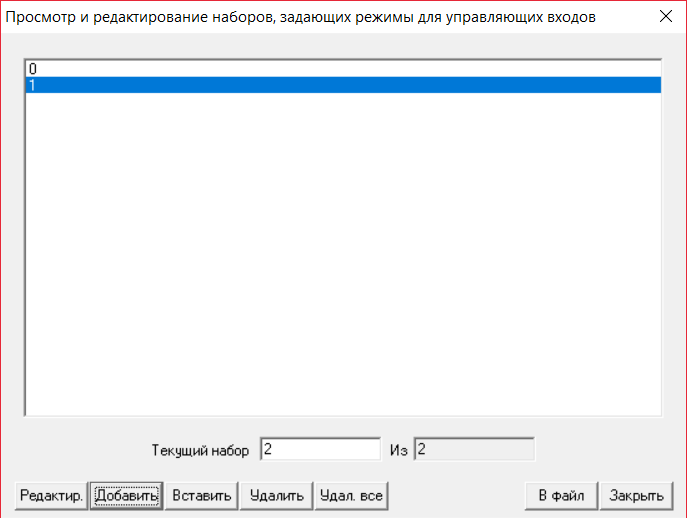 Просмотр и редактирование наборов, задающих режимы для управляющих входов
0
1
Текущий набор 2 Из 2
Редактир. Добавить Вставить Удалить Удал. все В файл Закрыть